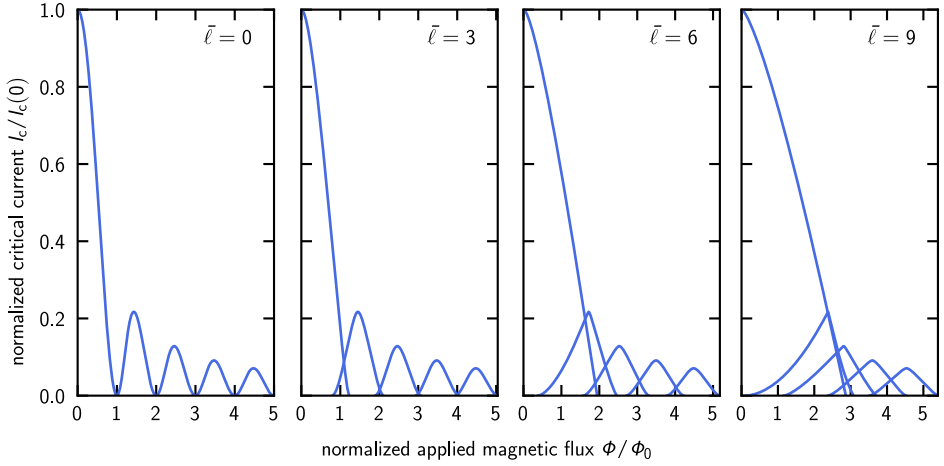 normalized critical current I_c/I_c(0)
1.0
0.8
0.6
0.4
0.2
0.0
ℓ̄ = 0
0 1 2 3 4 5
ℓ̄ = 3
0 1 2 3 4 5
ℓ̄ = 6
0 1 2 3 4 5
ℓ̄ = 9
0 1 2 3 4 5
normalized applied magnetic flux Φ/Φ₀